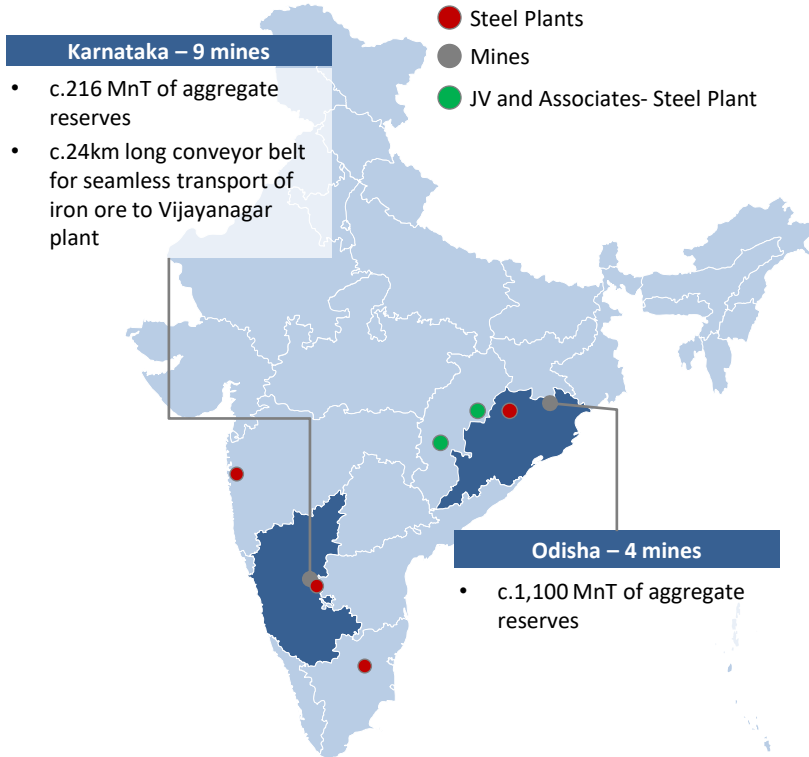 Steel Plants
Mines
JV and Associates- Steel Plant
Karnataka – 9 mines
• c.216 MnT of aggregate
reserves
• c.24km long conveyor belt
for seamless transport of
iron ore to Vijayanagar
plant
Odisha – 4 mines
• c.1,100 MnT of aggregate
reserves